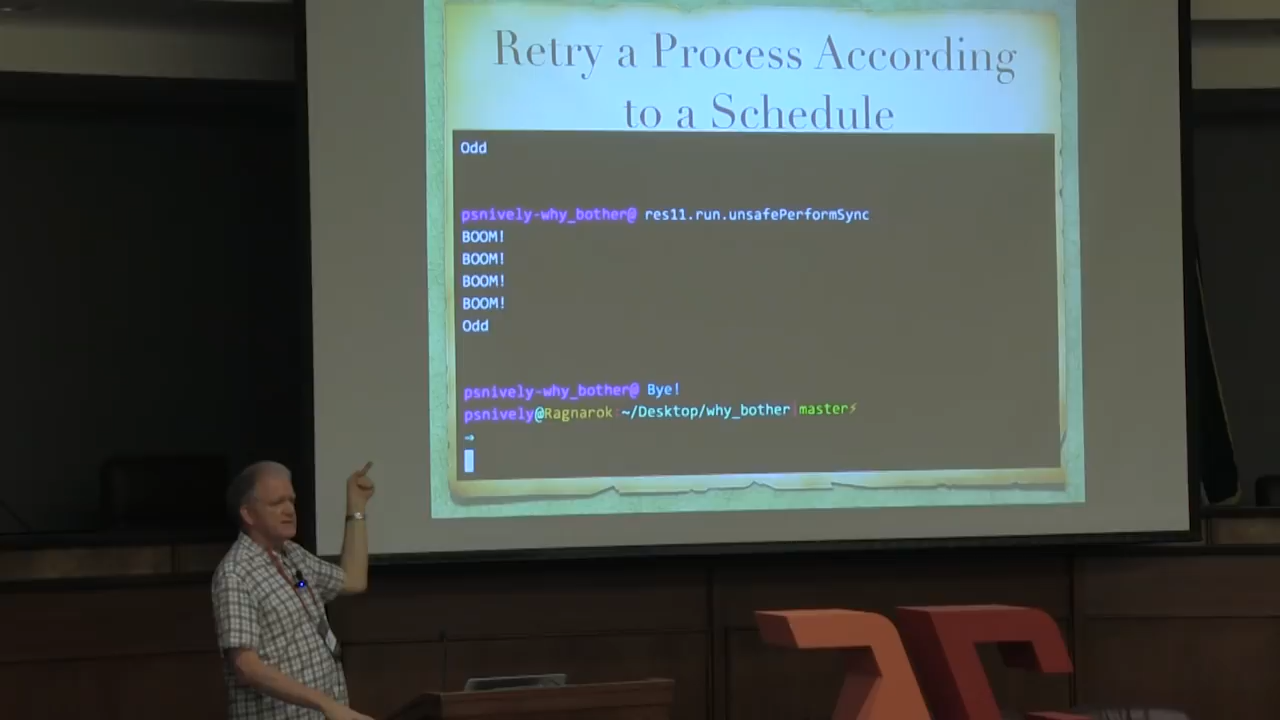 Retry a Process According
to a Schedule
Odd
psnively-why_bother@ res11.run.unsafePerformSync
BOOM!
BOOM!
BOOM!
BOOM!
Odd
psnively-why_bother@ Bye!
psnively@Ragnarok ~/Desktop/why_bother master⚡
→